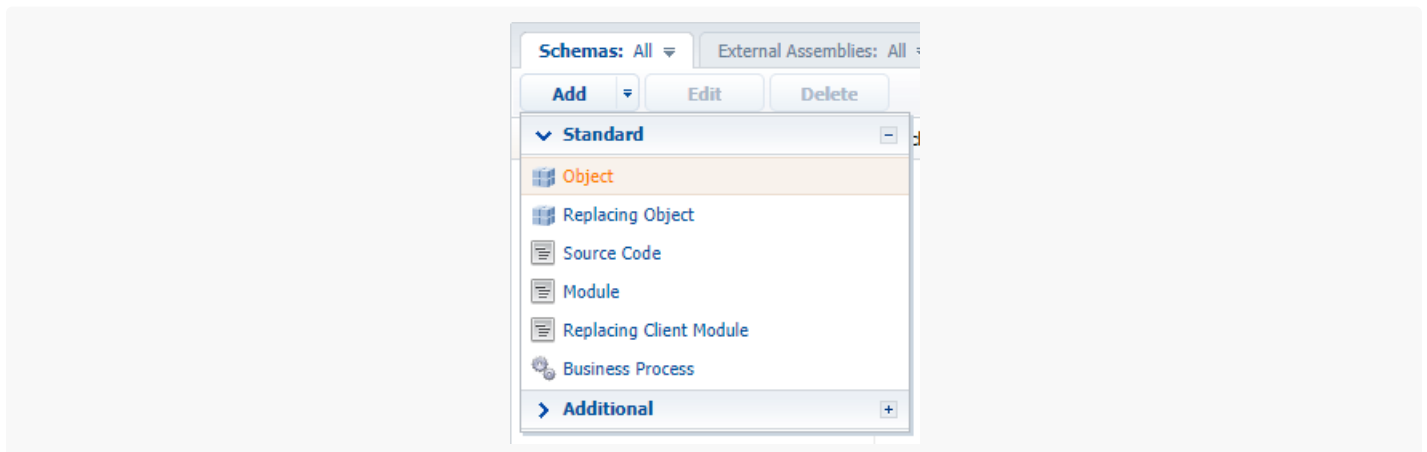 Schemas: All External Assemblies: All
Add Edit Delete
Standard
Object
Replacing Object
Source Code
Module
Replacing Client Module
Business Process
Additional